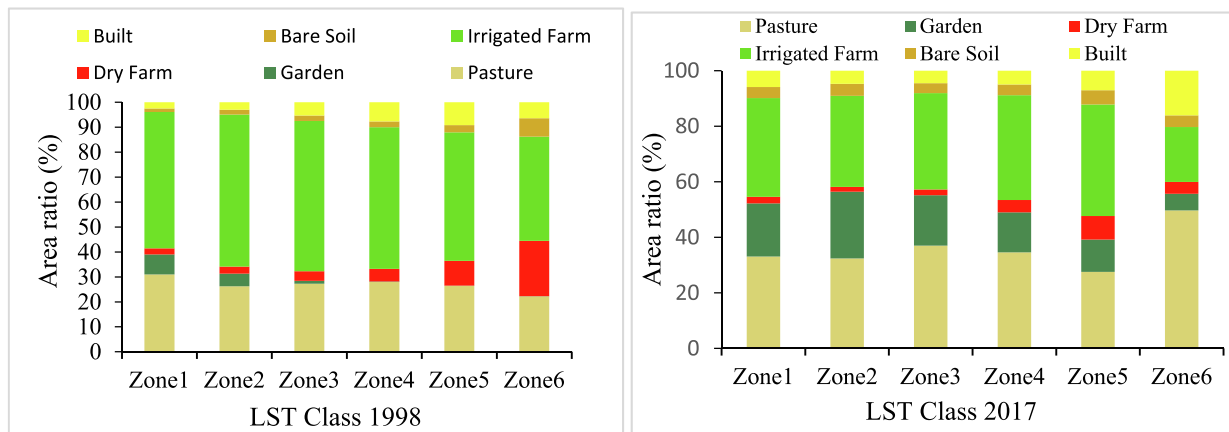 Built Bare Soil Irrigated Farm
Dry Farm Garden Pasture
Area ratio (%)
100
90
80
70
60
50
40
30
20
10
0
Zone1 Zone2 Zone3 Zone4 Zone5 Zone6
LST Class 1998
Pasture Garden Dry Farm
Irrigated Farm Bare Soil Built
Area ratio (%)
100
80
60
40
20
0
Zone1 Zone2 Zone3 Zone4 Zone5 Zone6
LST Class 2017